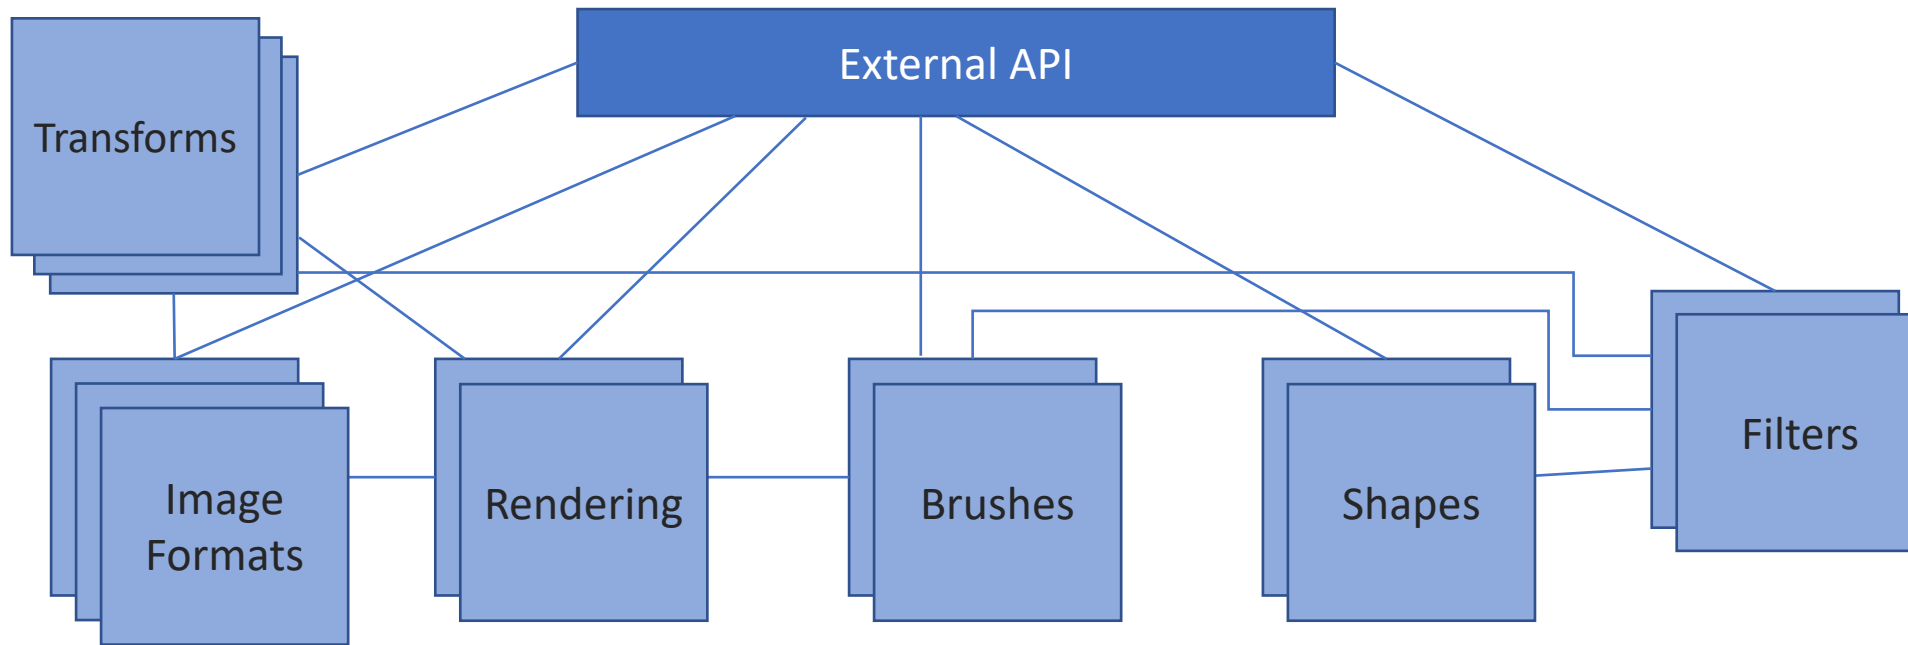 External API
Transforms
Image
Formats
Rendering
Brushes
Shapes
Filters